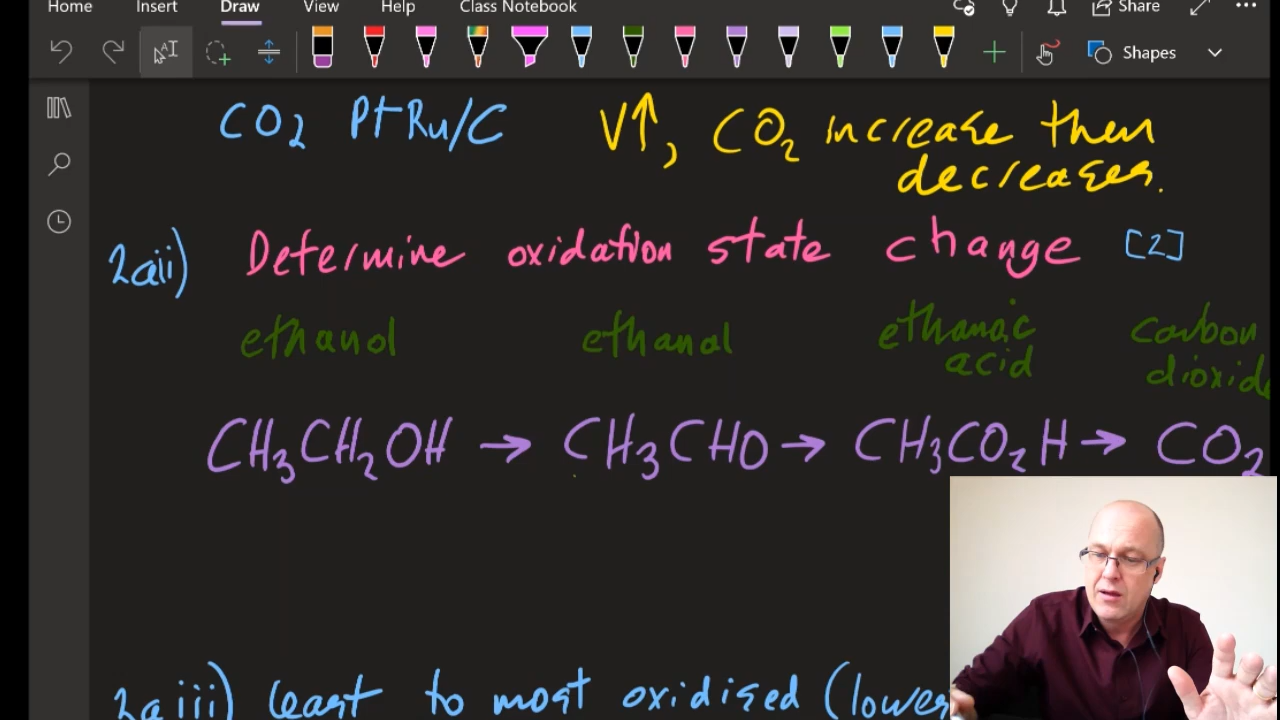 Home Insert Draw View Help Class Notebook Share
Shapes
CO2 PtRu/C V↑, CO2 increase then
decreases.
2aii) Determine oxidation state change [2]
ethanol ethanal ethanoic acid carbon dioxide
CH3CH2OH → CH3CHO → CH3CO2H → CO2
2aiii) least to most oxidised (lowes